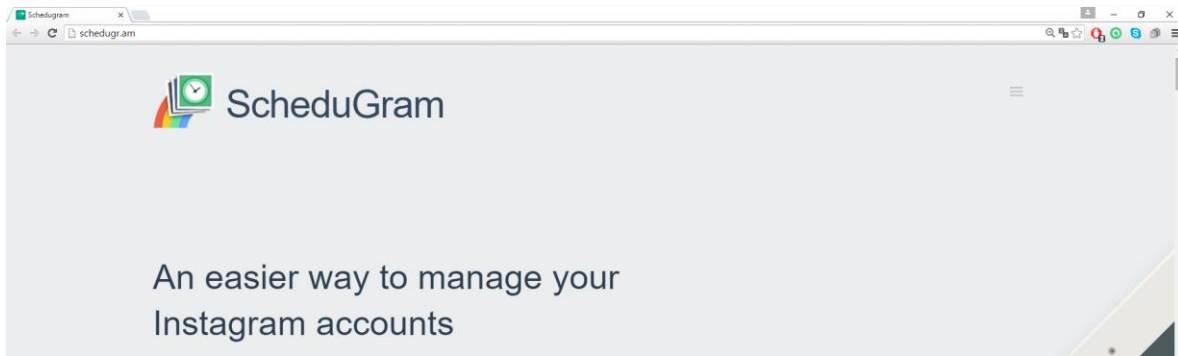 Schedugram
schedugr.am
ScheduGram
An easier way to manage your
Instagram accounts